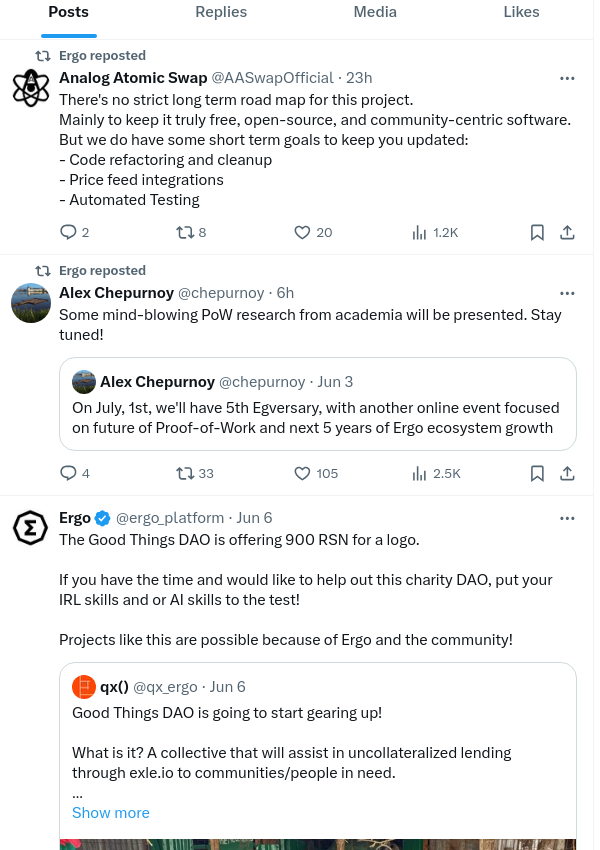 Posts Replies Media Likes
Ergo reposted
Analog Atomic Swap @AASwapOfficial · 23h
There's no strict long term road map for this project.
Mainly to keep it truly free, open-source, and community-centric software.
But we do have some short term goals to keep you updated:
- Code refactoring and cleanup
- Price feed integrations
- Automated Testing
2 8 20 1.2K
Ergo reposted
Alex Chepurnoy @chepurnoy · 6h
Some mind-blowing PoW research from academia will be presented. Stay
tuned!
Alex Chepurnoy @chepurnoy · Jun 3
On July, 1st, we'll have 5th Egversary, with another online event focused
on future of Proof-of-Work and next 5 years of Ergo ecosystem growth
4 33 105 2.5K
Ergo @ergo_platform · Jun 6
The Good Things DAO is offering 900 RSN for a logo.
If you have the time and would like to help out this charity DAO, put your
IRL skills and or AI skills to the test!
Projects like this are possible because of Ergo and the community!
qx() @qx_ergo · Jun 6
Good Things DAO is going to start gearing up!
What is it? A collective that will assist in uncollateralized lending
through exle.io to communities/people in need.
...
Show more